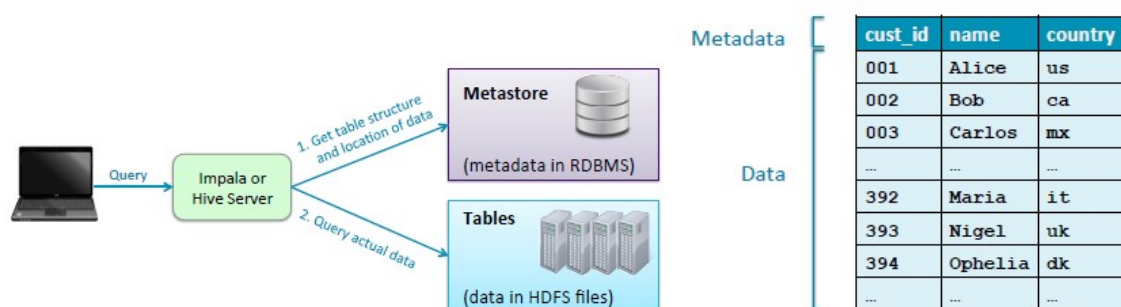 Query
Impala or
Hive Server
1. Get table structure
and location of data
2. Query actual data
Metastore
(metadata in RDBMS)
Tables
(data in HDFS files)
Metadata
Data
cust_id name country
001 Alice us
002 Bob ca
003 Carlos mx
… … …
392 Maria it
393 Nigel uk
394 Ophelia dk
… … …